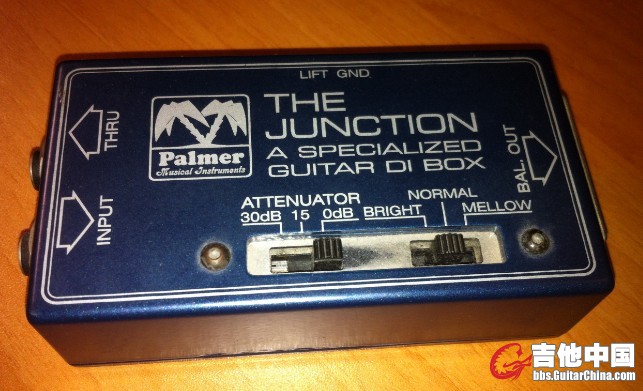 LIFT GND
THE
JUNCTION
A SPECIALIZED
GUITAR DI BOX
Palmer
Musical Instruments
THRU
INPUT
BAL. OUT
ATTENUATOR
30dB 15 0dB
NORMAL
BRIGHT MELLOW
吉他中国
bbs.GuitarChina.com